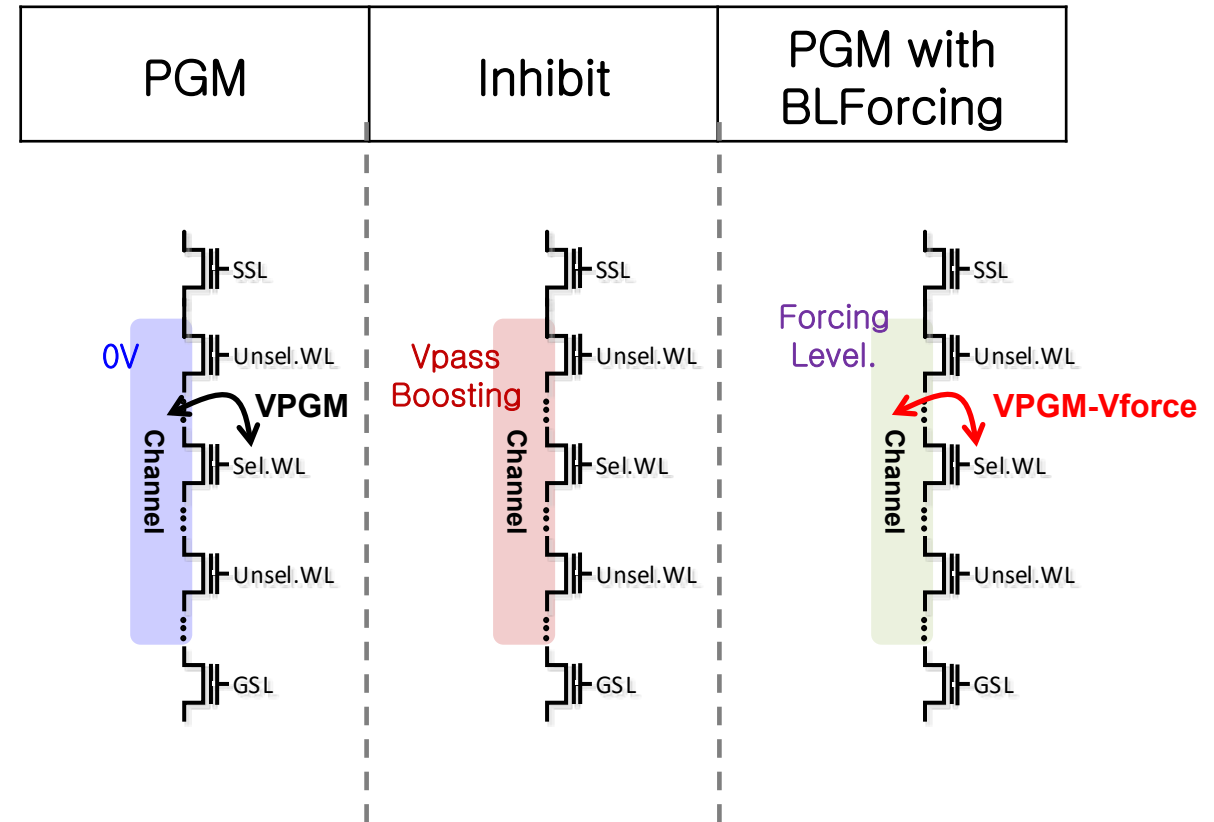 PGM
Inhibit
PGM with
BLForcing
SSL
0V
Unsel.WL
VPGM
Channel
Sel.WL
Unsel.WL
GSL
SSL
Vpass
Boosting
Unsel.WL
Channel
Sel.WL
Unsel.WL
GSL
SSL
Forcing
Level.
Unsel.WL
VPGM-Vforce
Channel
Sel.WL
Unsel.WL
GSL